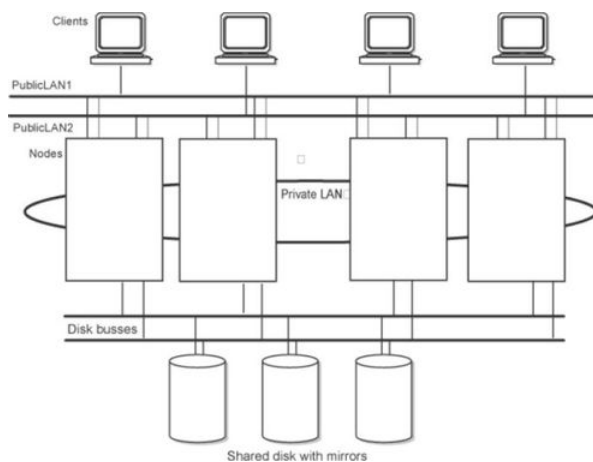 Clients
PublicLAN1
PublicLAN2
Nodes
Private LAN
Disk busses
Shared disk with mirrors